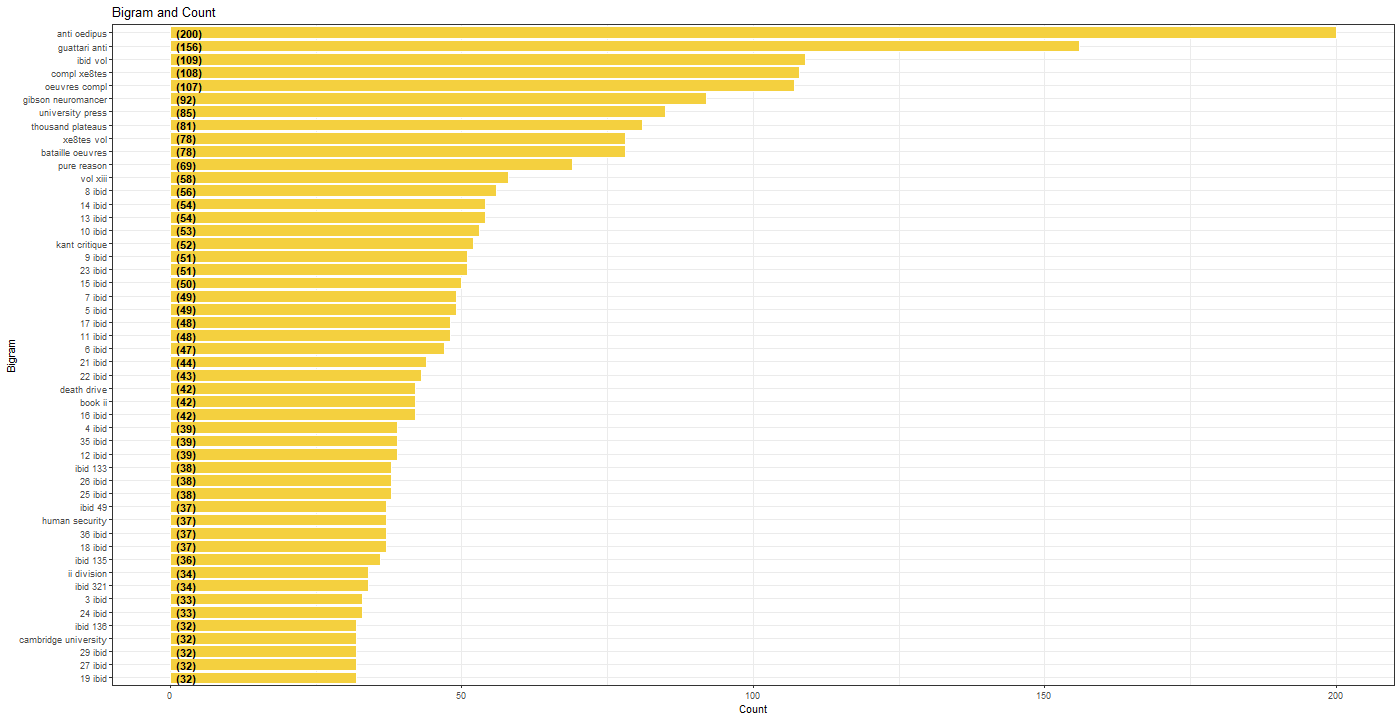 Bigram and Count
anti oedipus (200)
guattari anti (156)
ibid vol (109)
compl xe8tes (108)
oeuvres compl (107)
gibson neuromancer (92)
university press (85)
thousand plateaus (81)
xe8tes vol (78)
bataille oeuvres (78)
pure reason (69)
vol xiii (58)
8 ibid (56)
14 ibid (54)
13 ibid (54)
10 ibid (53)
kant critique (52)
9 ibid (51)
23 ibid (51)
15 ibid (50)
7 ibid (49)
5 ibid (49)
17 ibid (48)
11 ibid (48)
6 ibid (47)
21 ibid (44)
22 ibid (43)
death drive (42)
book ii (42)
16 ibid (42)
4 ibid (39)
35 ibid (39)
12 ibid (39)
ibid 133 (38)
26 ibid (38)
25 ibid (38)
ibid 49 (37)
human security (37)
36 ibid (37)
18 ibid (37)
ibid 135 (36)
ii division (34)
ibid 321 (34)
3 ibid (33)
24 ibid (33)
ibid 136 (32)
cambridge university (32)
29 ibid (32)
27 ibid (32)
19 ibid (32)
Bigram
0 50 100 150 200
Count